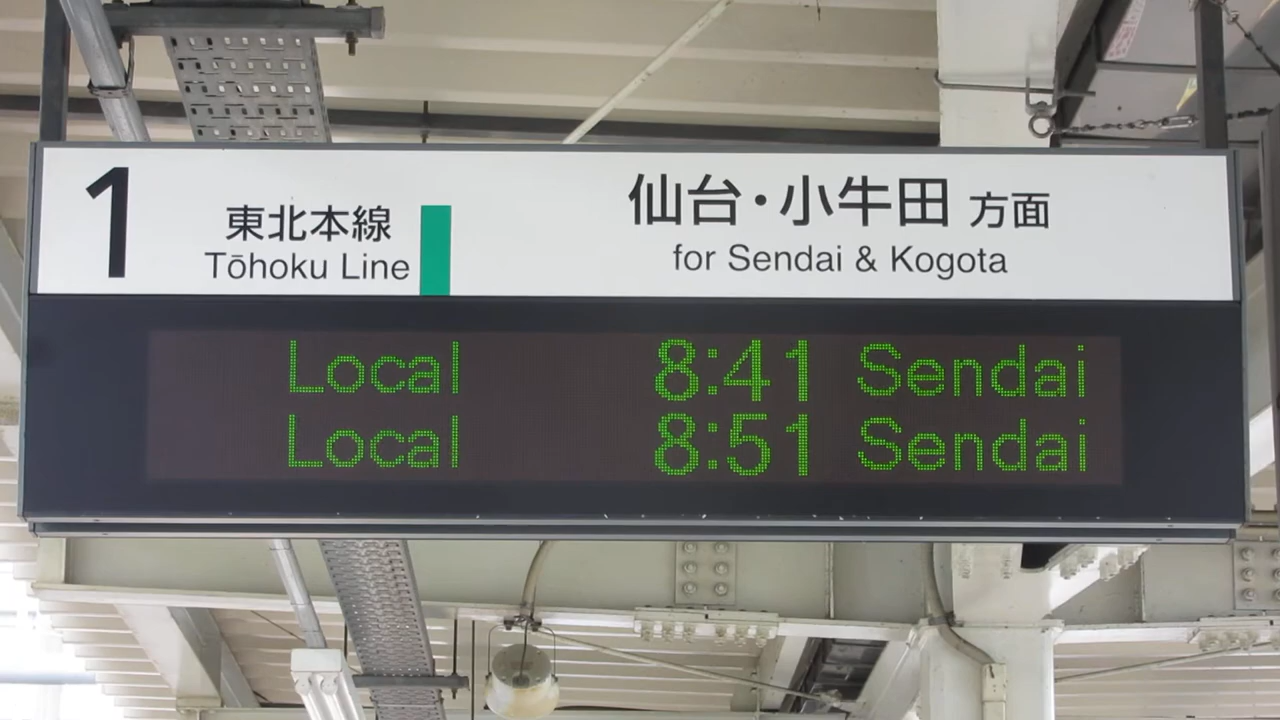 1
東北本線
Tōhoku Line
仙台・小牛田 方面
for Sendai & Kogota
Local 8:41 Sendai
Local 8:51 Sendai